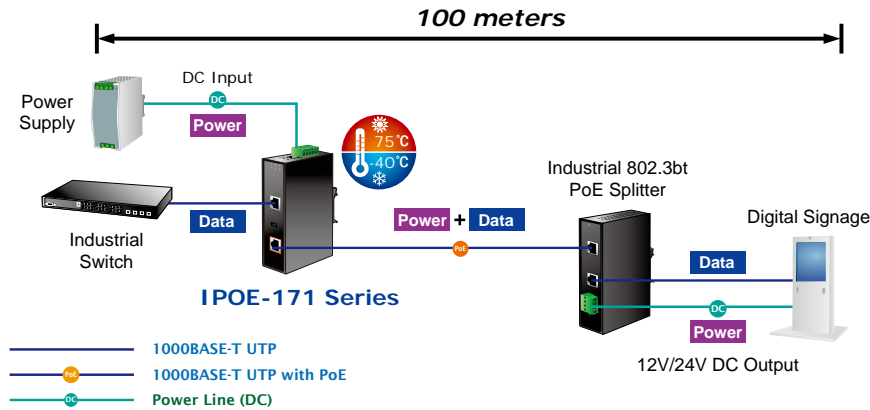 100 meters
DC Input
Power
Supply
DC
Power
75°C
-40°C
Industrial
Switch
Data
IPOE-171 Series
Power + Data
PoE
Industrial 802.3bt
PoE Splitter
Digital Signage
Data
DC
Power
12V/24V DC Output
1000BASE-T UTP
PoE
1000BASE-T UTP with PoE
DC
Power Line (DC)